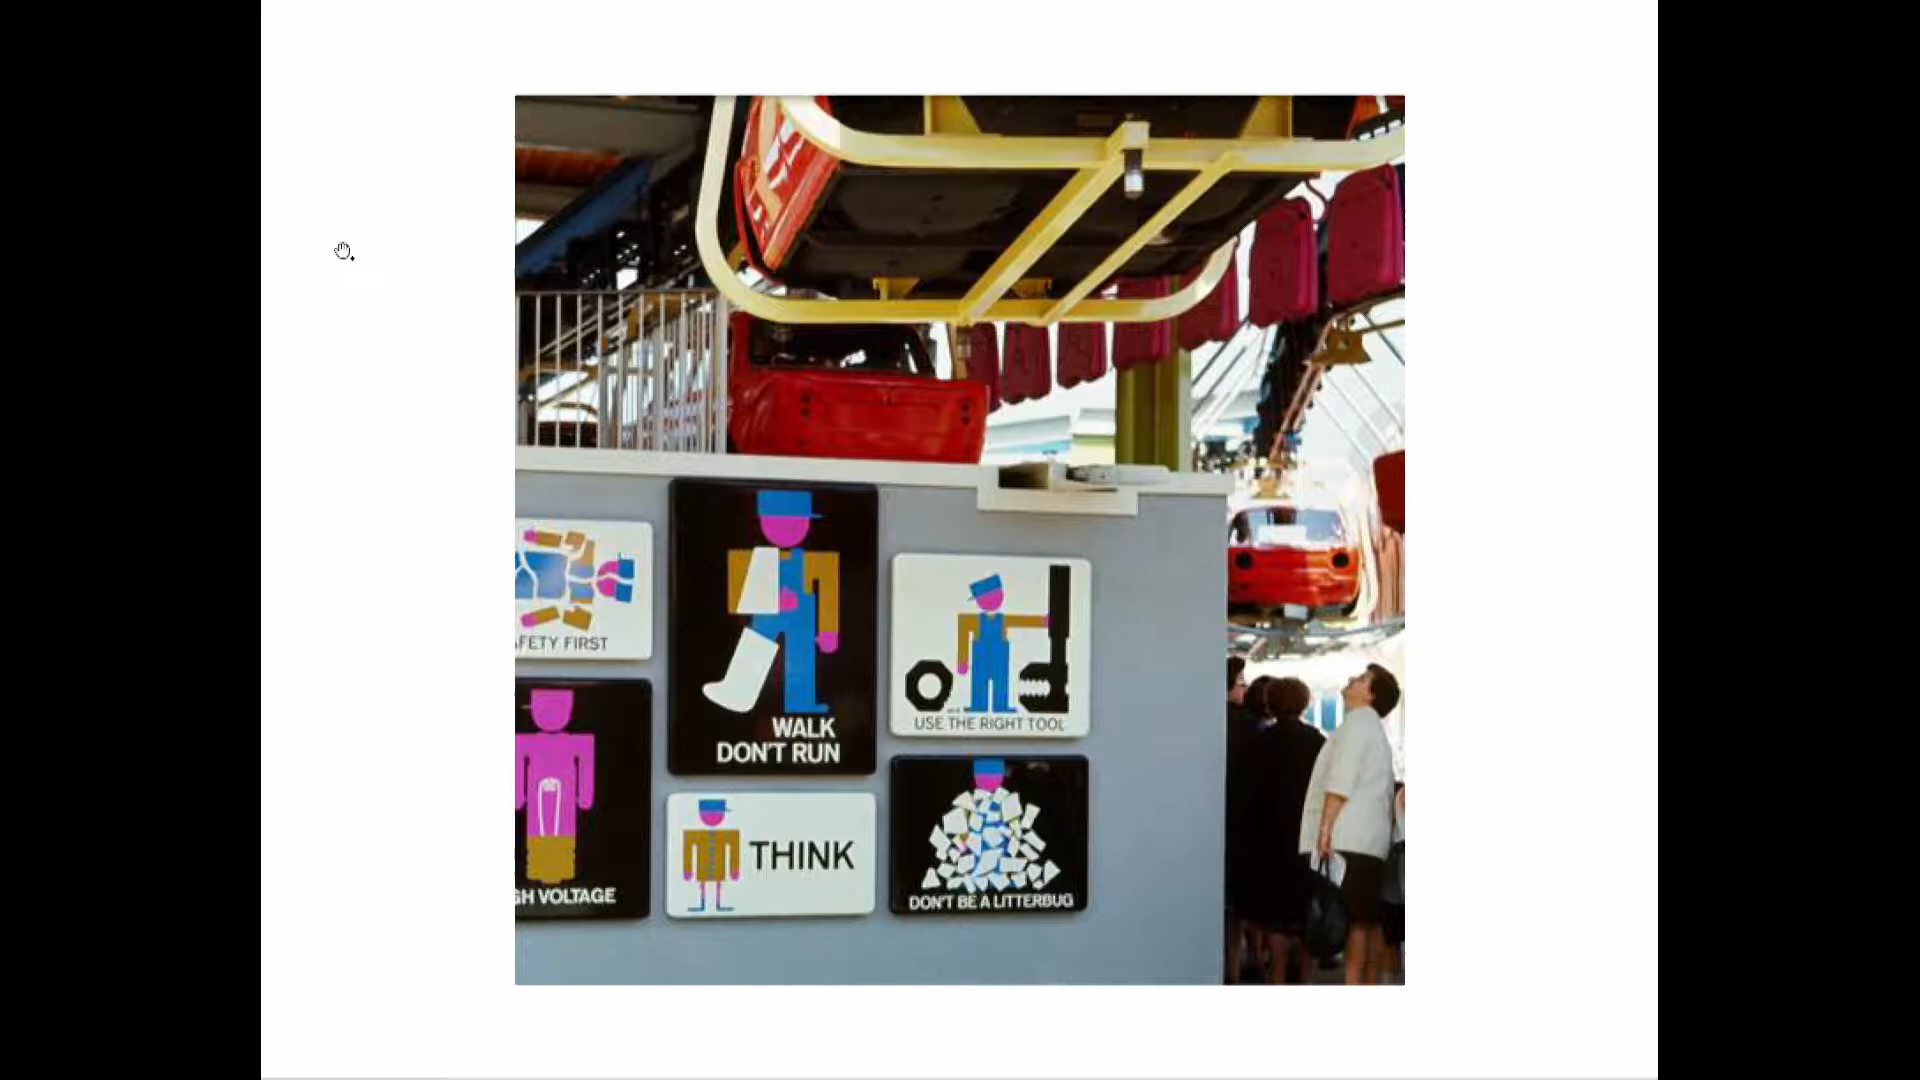 AFETY FIRST
WALK
DON'T RUN
USE THE RIGHT TOOL
GH VOLTAGE
THINK
DON'T BE A LITTERBUG